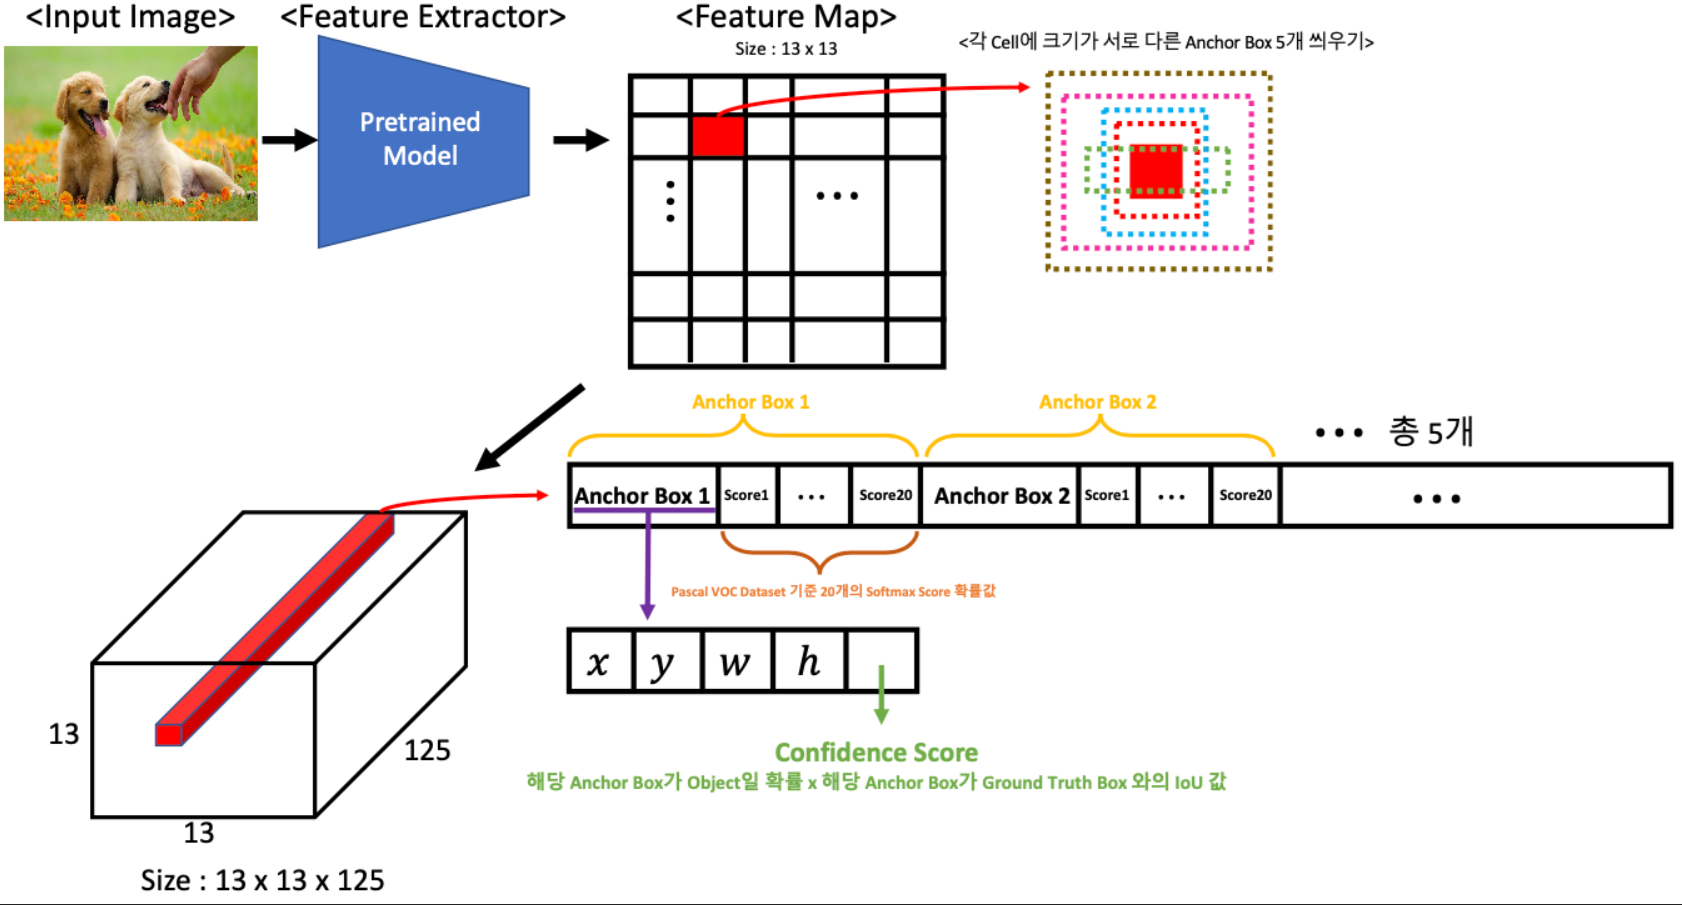 <Input Image>
<Feature Extractor>
<Feature Map>
Size : 13 x 13
<각 Cell에 크기가 서로 다른 Anchor Box 5개 씌우기>
Pretrained
Model
Anchor Box 1
Anchor Box 2
••• 총 5개
Anchor Box 1 Score1 ••• Score20 Anchor Box 2 Score1 ••• Score20 •••
Pascal VOC Dataset 기준 20개의 Softmax Score 확률값
x y w h
Confidence Score
해당 Anchor Box가 Object일 확률 x 해당 Anchor Box가 Ground Truth Box 와의 IoU 값
13
125
13
Size : 13 x 13 x 125